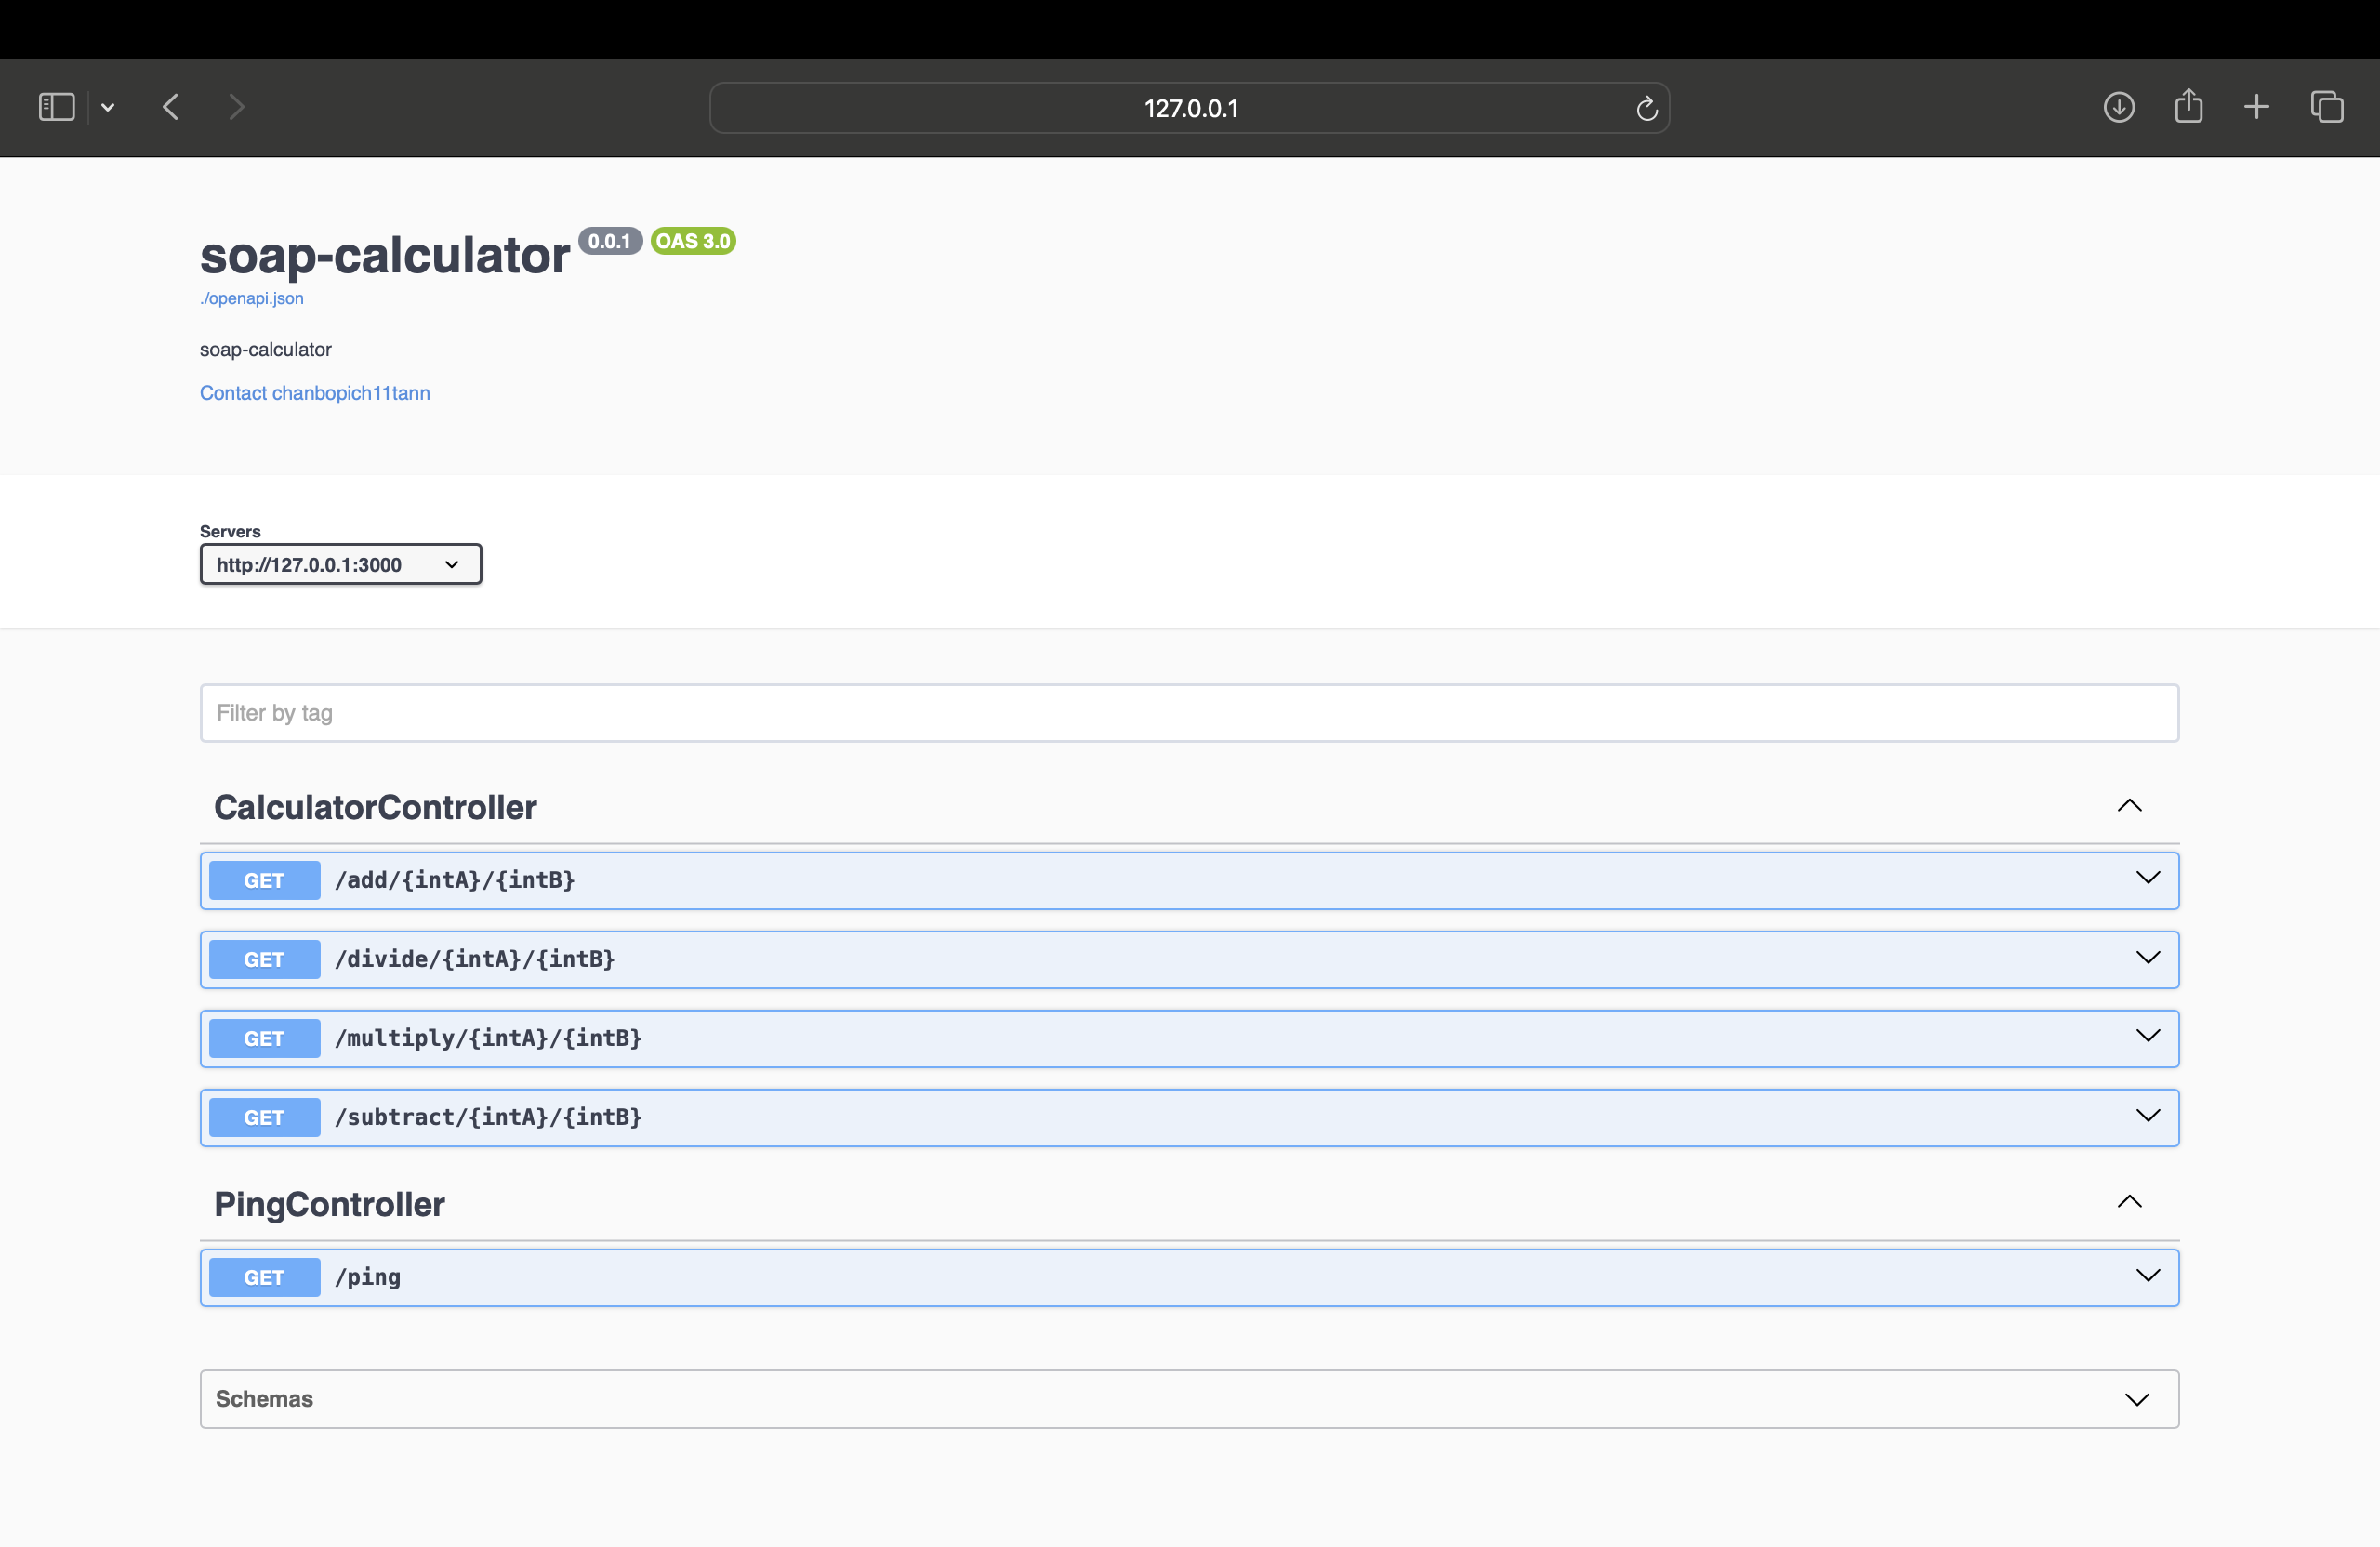 127.0.0.1
soap-calculator 0.0.1 OAS 3.0
./openapi.json
soap-calculator
Contact chanbopich11tann
Servers
http://127.0.0.1:3000
Filter by tag
CalculatorController
GET /add/{intA}/{intB}
GET /divide/{intA}/{intB}
GET /multiply/{intA}/{intB}
GET /subtract/{intA}/{intB}
PingController
GET /ping
Schemas